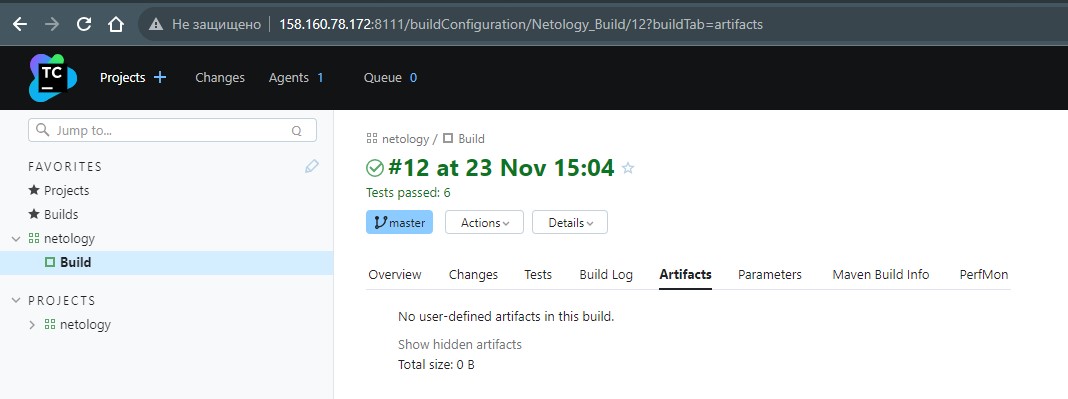 Не защищено 158.160.78.172:8111/buildConfiguration/Netology_Build/12?buildTab=artifacts
TC Projects Changes Agents 1 Queue 0
Jump to... Q
FAVORITES
Projects
Builds
netology
Build
PROJECTS
netology
netology / Build
#12 at 23 Nov 15:04
Tests passed: 6
master Actions Details
Overview Changes Tests Build Log Artifacts Parameters Maven Build Info PerfMon
No user-defined artifacts in this build.
Show hidden artifacts
Total size: 0 B